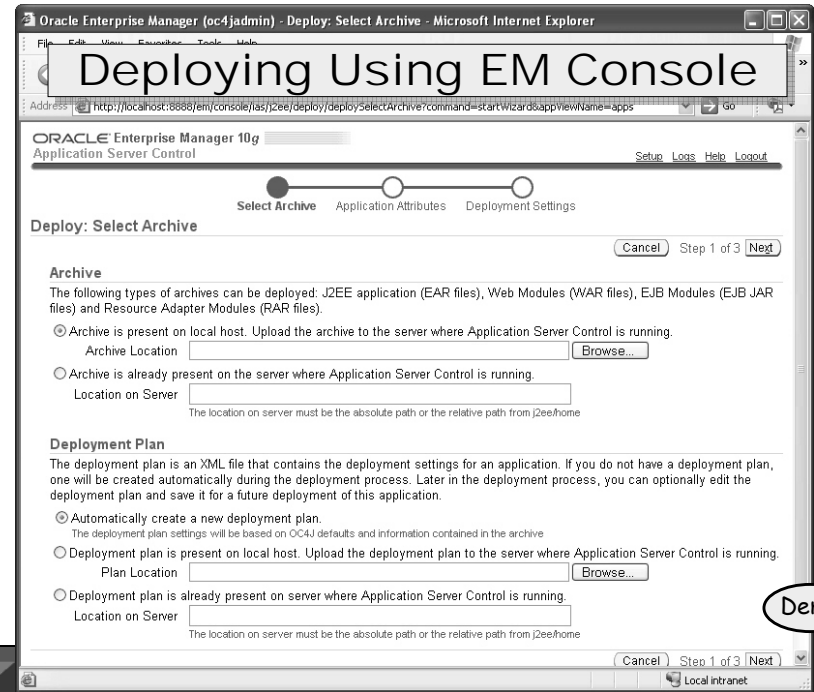 Oracle Enterprise Manager (oc4jadmin) - Deploy: Select Archive - Microsoft Internet Explorer
File Edit View Favorites Tools Help
Deploying Using EM Console
Address http://localhost:8888/em/console/ias/j2ee/deploy/deploySelectArchive?command=startWizard&appViewName=apps Go
ORACLE Enterprise Manager 10g
Application Server Control
Setup Logs Help Logout
Select Archive Application Attributes Deployment Settings
Deploy: Select Archive
Cancel Step 1 of 3 Next
Archive
The following types of archives can be deployed: J2EE application (EAR files), Web Modules (WAR files), EJB Modules (EJB JAR
files) and Resource Adapter Modules (RAR files).
Archive is present on local host. Upload the archive to the server where Application Server Control is running.
Archive Location Browse...
Archive is already present on the server where Application Server Control is running.
Location on Server
The location on server must be the absolute path or the relative path from j2ee/home
Deployment Plan
The deployment plan is an XML file that contains the deployment settings for an application. If you do not have a deployment plan,
one will be created automatically during the deployment process. Later in the deployment process, you can optionally edit the
deployment plan and save it for a future deployment of this application.
Automatically create a new deployment plan.
The deployment plan settings will be based on OC4J defaults and information contained in the archive
Deployment plan is present on local host. Upload the deployment plan to the server where Application Server Control is running.
Plan Location Browse...
Deployment plan is already present on server where Application Server Control is running.
Location on Server
The location on server must be the absolute path or the relative path from j2ee/home
Cancel Step 1 of 3 Next
Local intranet